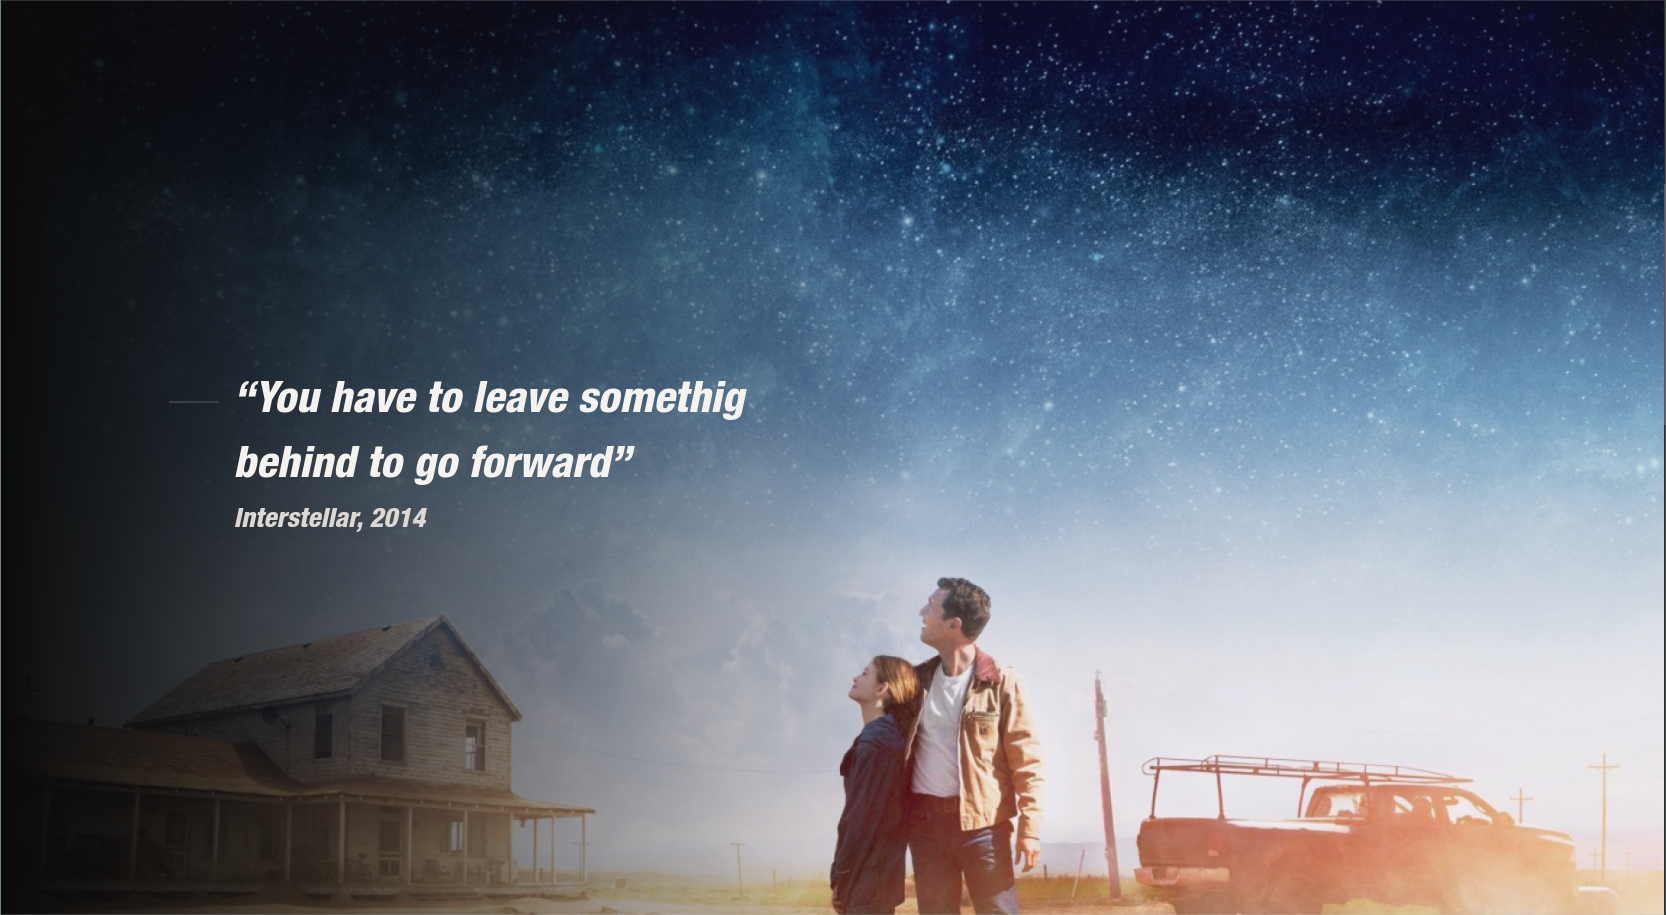 “You have to leave somethig
behind to go forward”
Interstellar, 2014